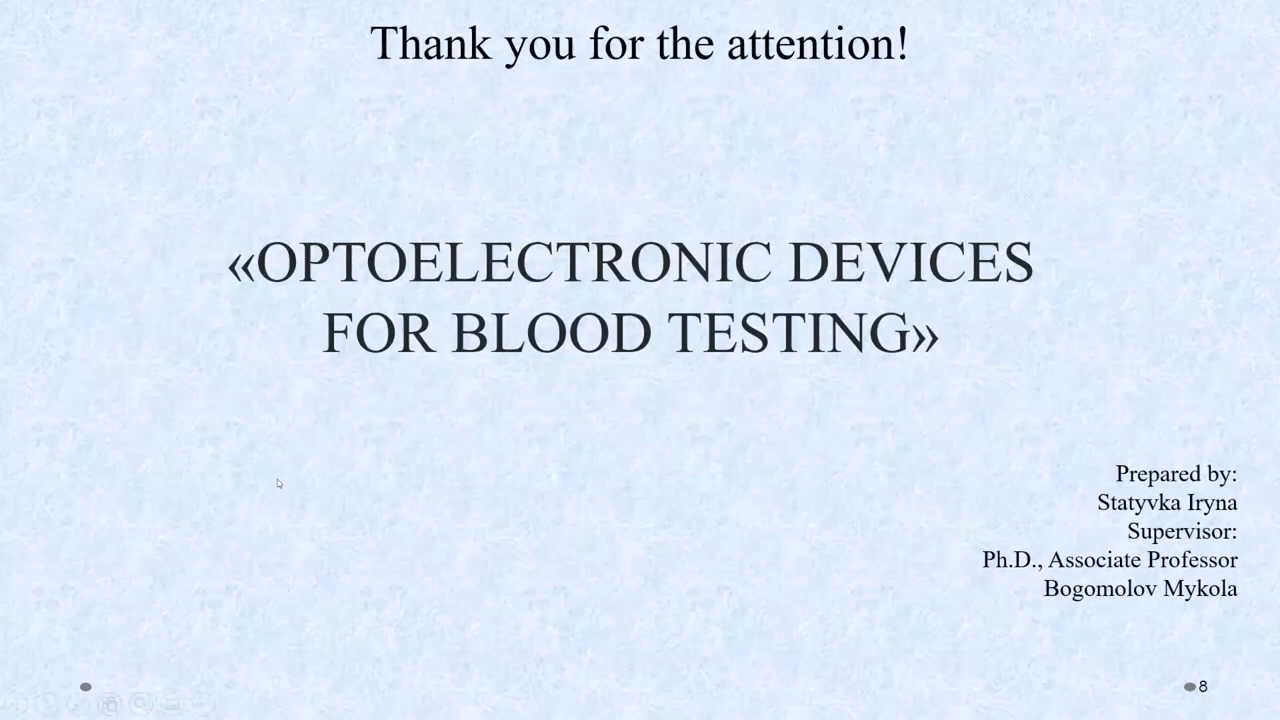 Thank you for the attention!
«OPTOELECTRONIC DEVICES
FOR BLOOD TESTING»
Prepared by:
Statyvka Iryna
Supervisor:
Ph.D., Associate Professor
Bogomolov Mykola
8